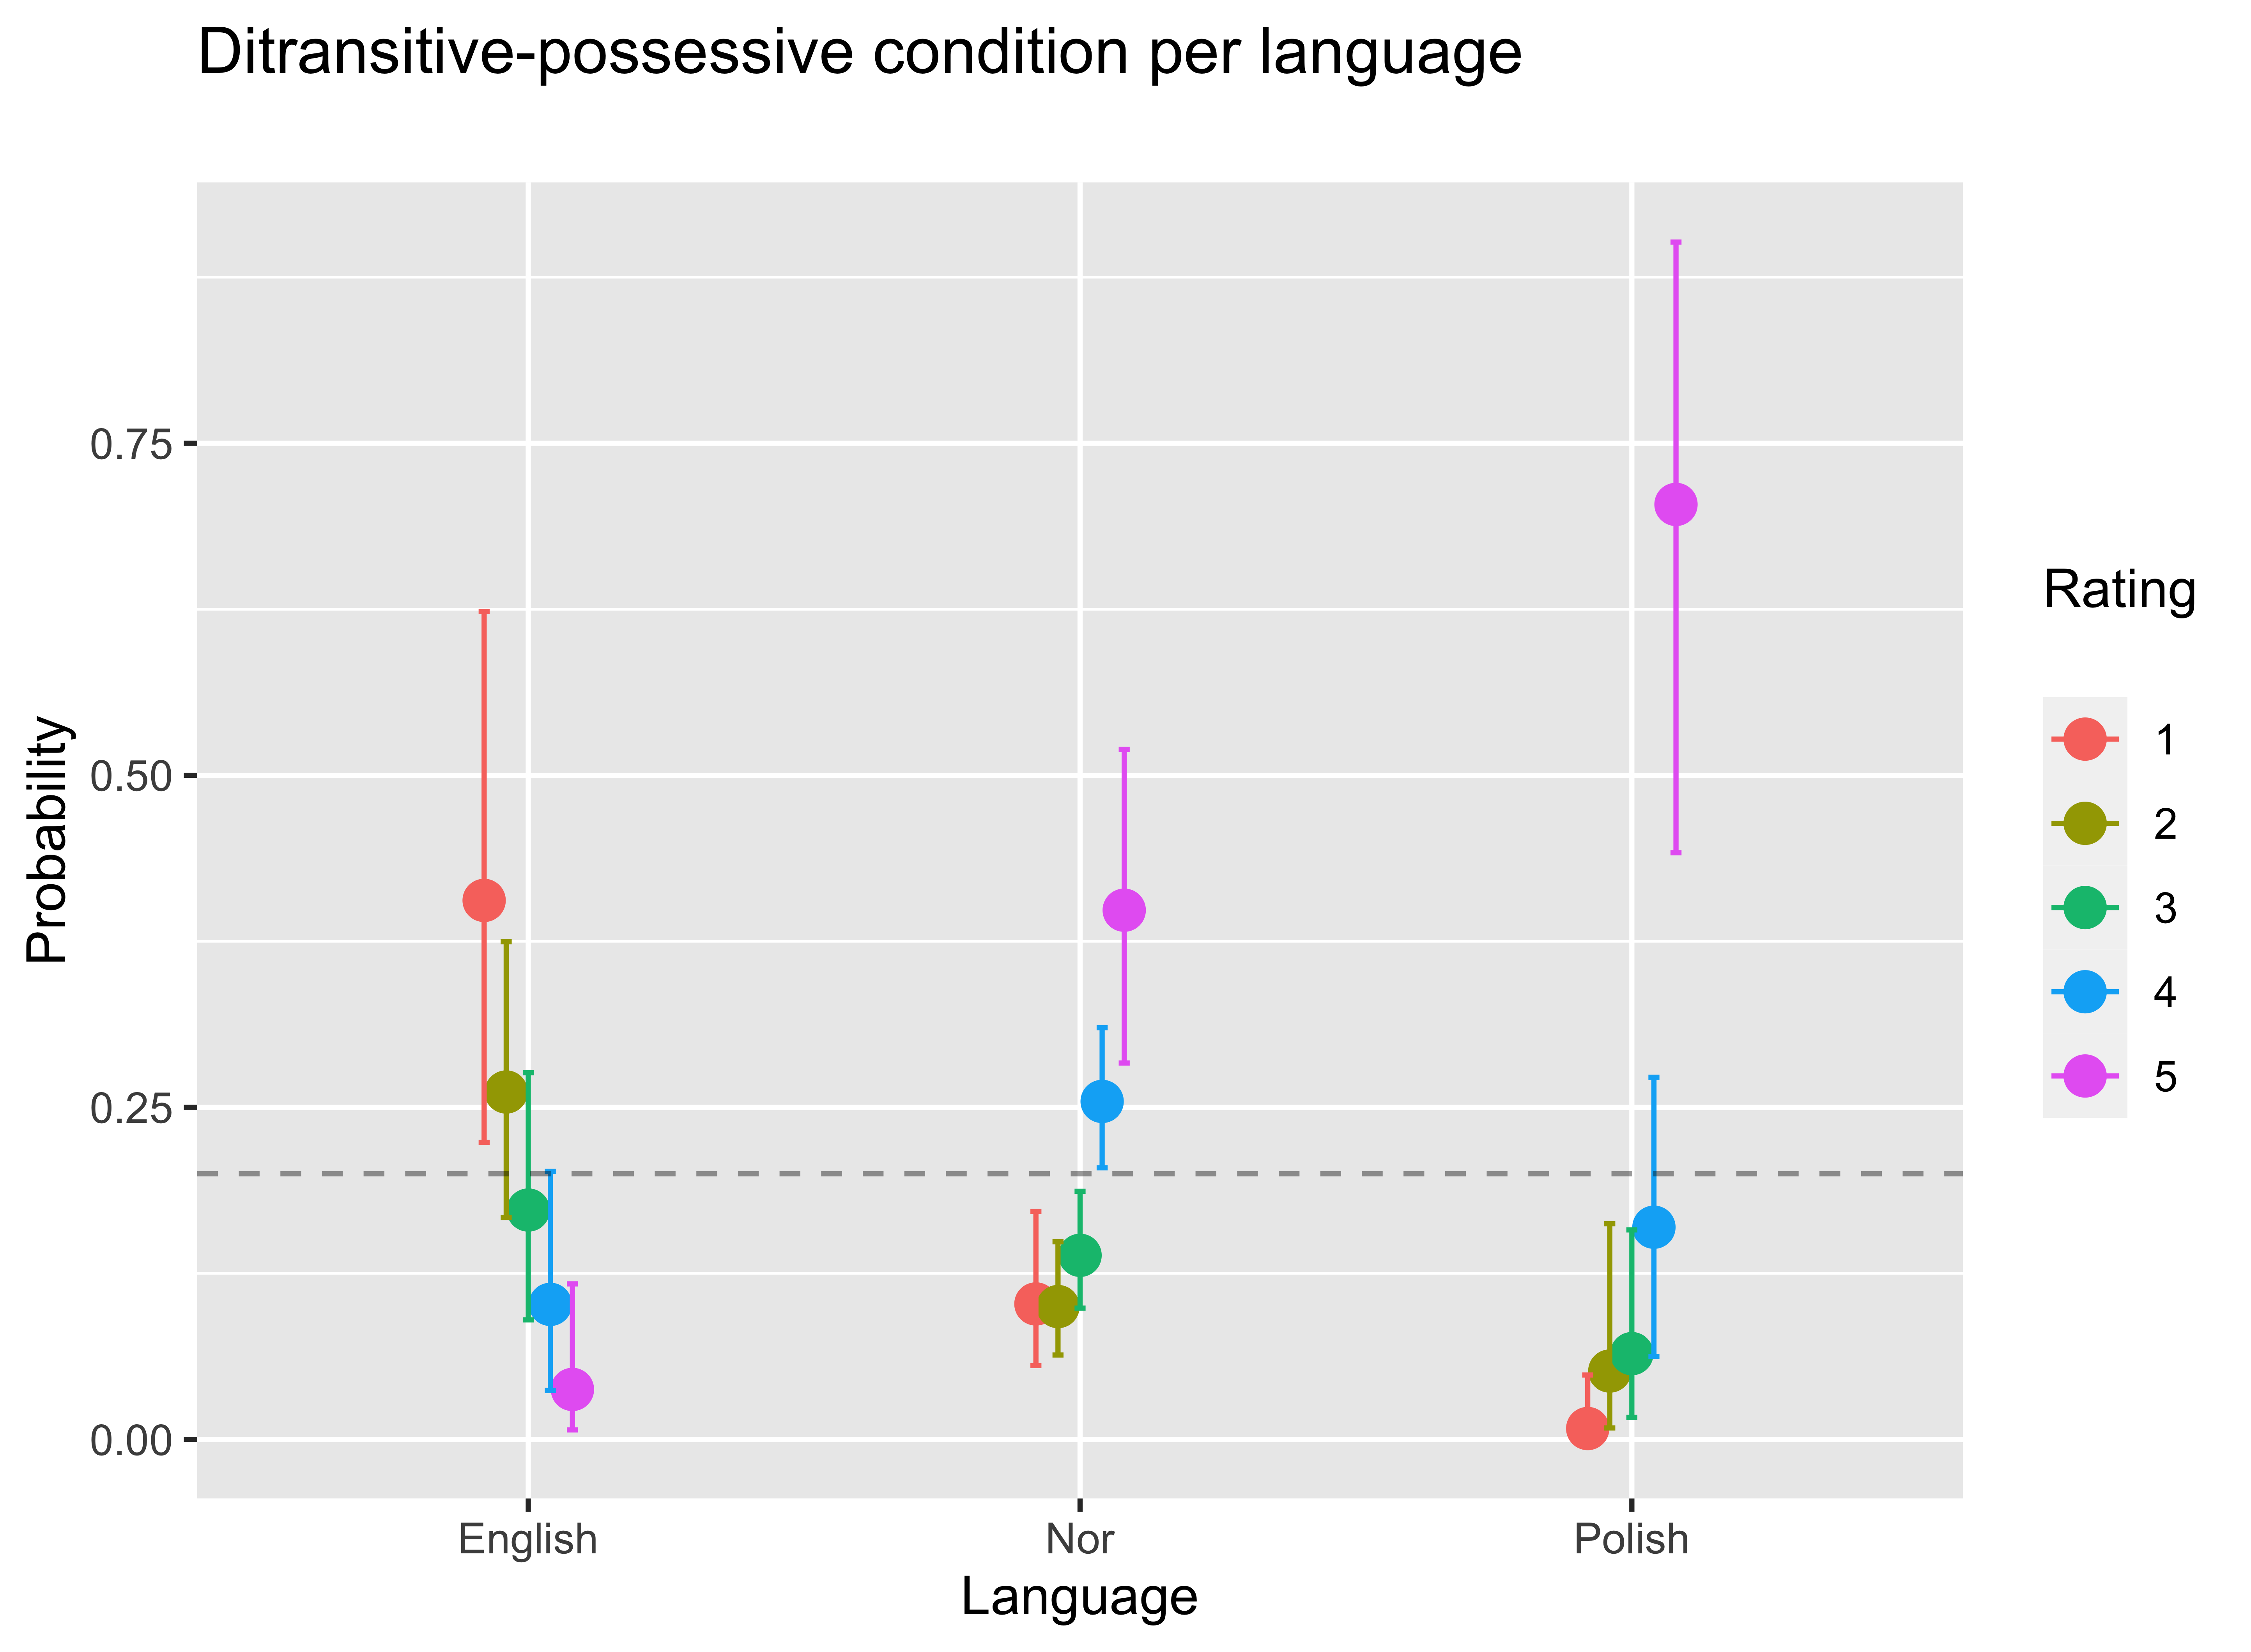 Ditransitive-possessive condition per language
Probability
0.75
0.50
0.25
0.00
English Nor Polish
Language
Rating
1
2
3
4
5